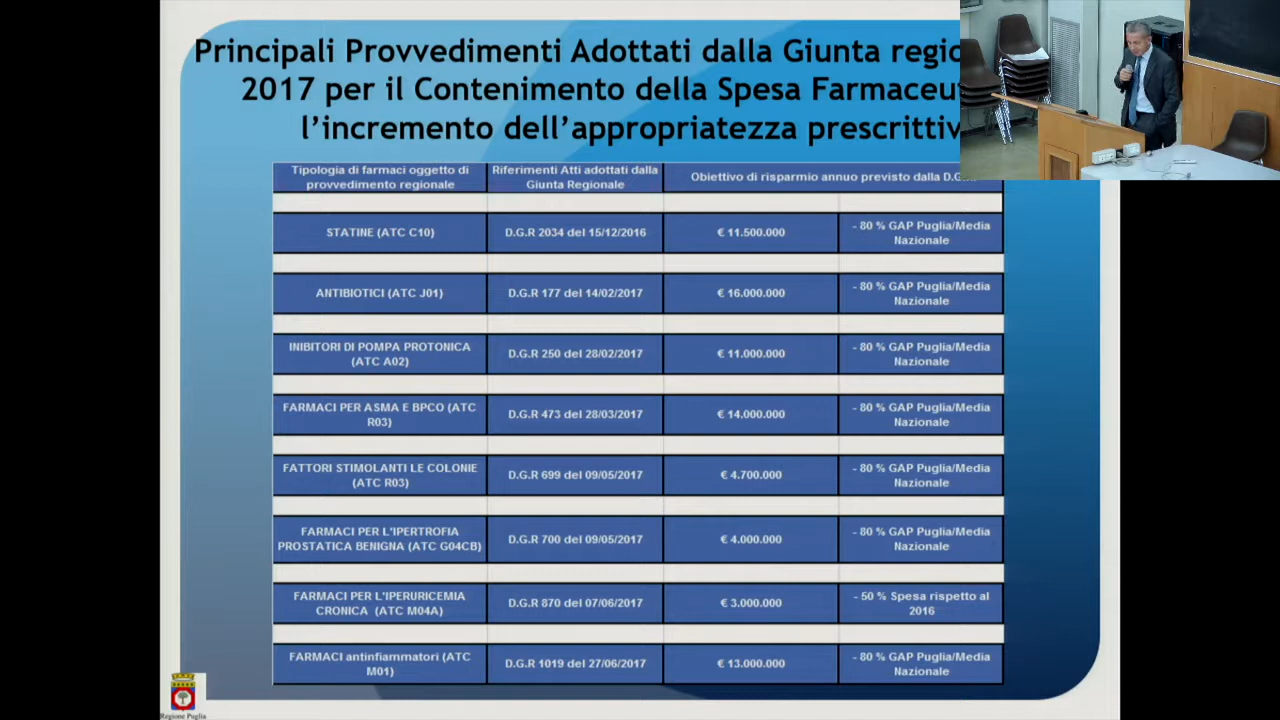 Principali Provvedimenti Adottati dalla Giunta
2017 per il Contenimento della Spesa
l'incremento dell'appropriatezza
Tipologia di farmaci oggetto di
provvedimento regionale
Riferimenti Atti adottati dalla
Giunta Regionale
Obiettivo di risparmio annuo previsto dalla
STATINE (ATC C10)
D.G.R 2034 del 15/12/2016
€ 11.500.000
- 80 % GAP Puglia/Media
Nazionale
ANTIBIOTICI (ATC J01)
D.G.R 177 del 14/02/2017
€ 16.000.000
- 80 % GAP Puglia/Media
Nazionale
INIBITORI DI POMPA PROTONICA
(ATC A02)
D.G.R 250 del 28/02/2017
€ 11.000.000
- 80 % GAP Puglia/Media
Nazionale
FARMACI PER ASMA E BPCO (ATC
R03)
D.G.R 473 del 28/03/2017
€ 14.000.000
- 80 % GAP Puglia/Media
Nazionale
FATTORI STIMOLANTI LE COLONIE
(ATC R03)
D.G.R 699 del 09/05/2017
€ 4.700.000
- 80 % GAP Puglia/Media
Nazionale
FARMACI PER L'IPERTROFIA
PROSTATICA BENIGNA (ATC G04CB)
D.G.R 700 del 09/05/2017
€ 4.000.000
- 80 % GAP Puglia/Media
Nazionale
FARMACI PER L'IPERURICEMIA
CRONICA (ATC M04A)
D.G.R 870 del 07/06/2017
€ 3.000.000
- 50 % Spesa rispetto al
2016
FARMACI antinfiammatori (ATC
M01)
D.G.R 1019 del 27/06/2017
€ 13.000.000
- 80 % GAP Puglia/Media
Nazionale
Regione Puglia